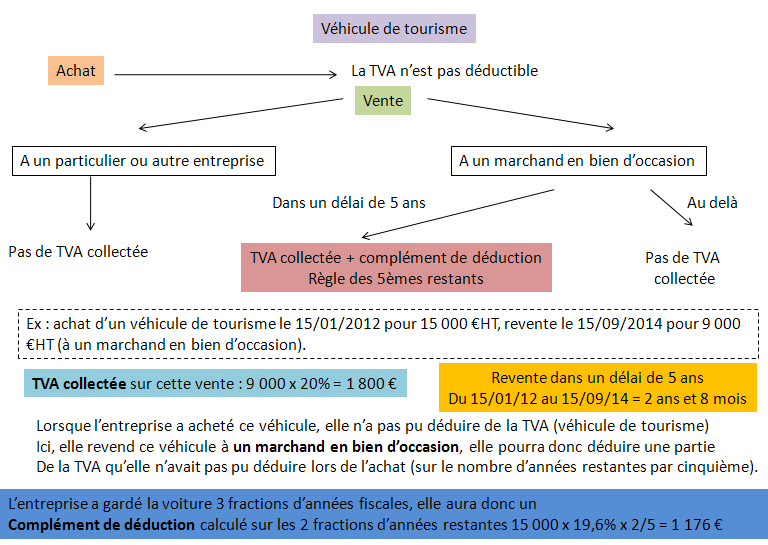 Véhicule de tourisme
Achat
La TVA n'est pas déductible
Vente
A un particulier ou autre entreprise
A un marchand en bien d'occasion
Dans un délai de 5 ans
Au delà
Pas de TVA collectée
TVA collectée + complément de déduction
Règle des 5èmes restants
Pas de TVA
collectée
Ex : achat d'un véhicule de tourisme le 15/01/2012 pour 15 000 €HT, revente le 15/09/2014 pour 9 000
€HT (à un marchand en bien d'occasion).
TVA collectée sur cette vente : 9 000 x 20% = 1 800 €
Revente dans un délai de 5 ans
Du 15/01/12 au 15/09/14 = 2 ans et 8 mois
Lorsque l'entreprise a acheté ce véhicule, elle n'a pas pu déduire de la TVA (véhicule de tourisme)
Ici, elle revend ce véhicule à un marchand en bien d'occasion, elle pourra donc déduire une partie
De la TVA qu'elle n'avait pas pu déduire lors de l'achat (sur le nombre d'années restantes par cinquième).
L'entreprise a gardé la voiture 3 fractions d'années fiscales, elle aura donc un
Complément de déduction calculé sur les 2 fractions d'années restantes 15 000 x 19,6% x 2/5 = 1 176 €